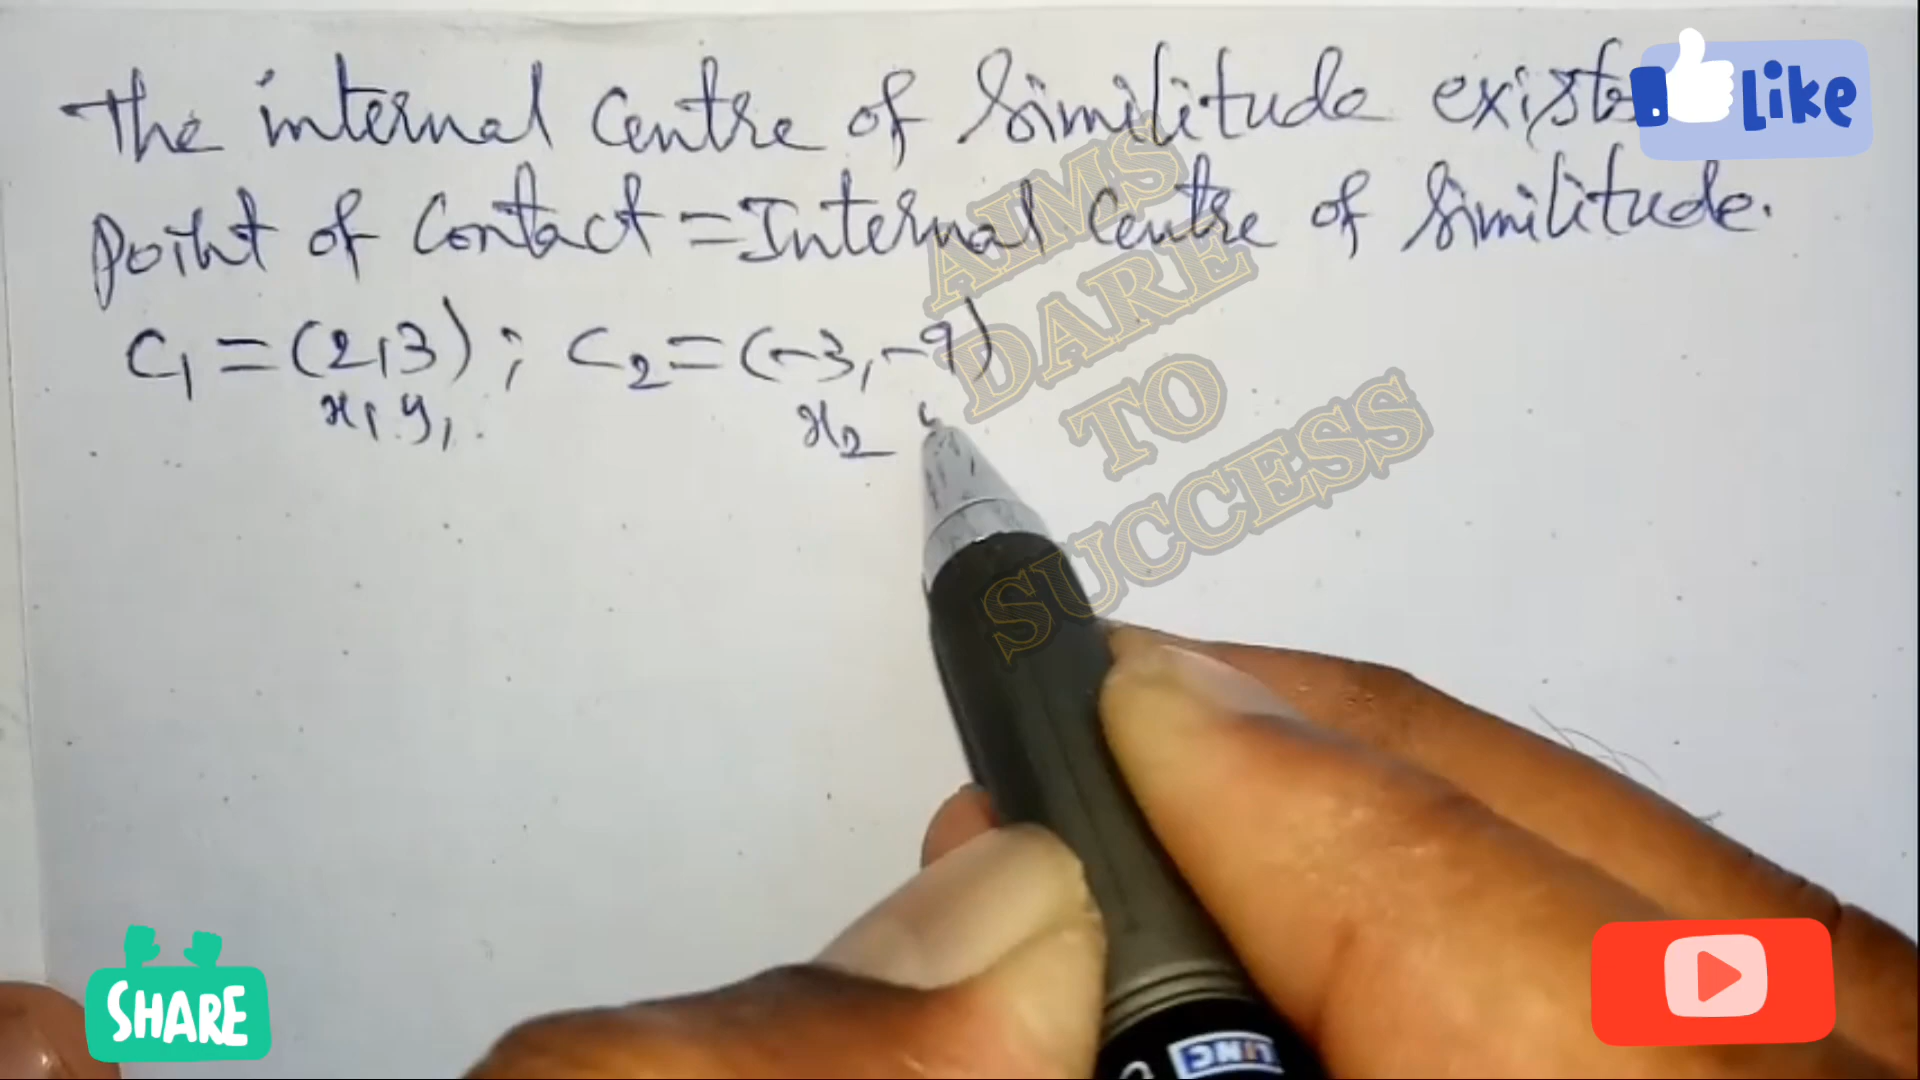 The internal Centre of Similitude exists
Like
Point of Contact = Internal Centre of Similitude.
C₁ = (2,3) ; C₂ = (-3,-9)
x₁ y₁ x₂
AIMS
DARE
TO
SUCCESS
SHARE
LINC